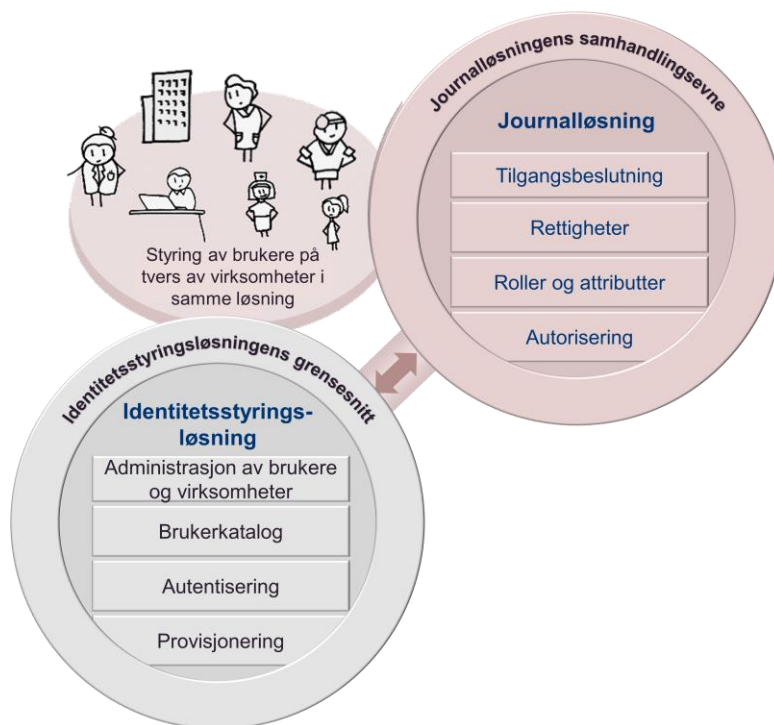 Journalløsningens samhandlingsevne
Journalløsning
Tilgangsbeslutning
Rettigheter
Roller og attributter
Autorisering
Styring av brukere på
tvers av virksomheter i
samme løsning
Identitetsstyringsløsningens grensesnitt
Identitetsstyrings-
løsning
Administrasjon av brukere
og virksomheter
Brukerkatalog
Autentisering
Provisjonering